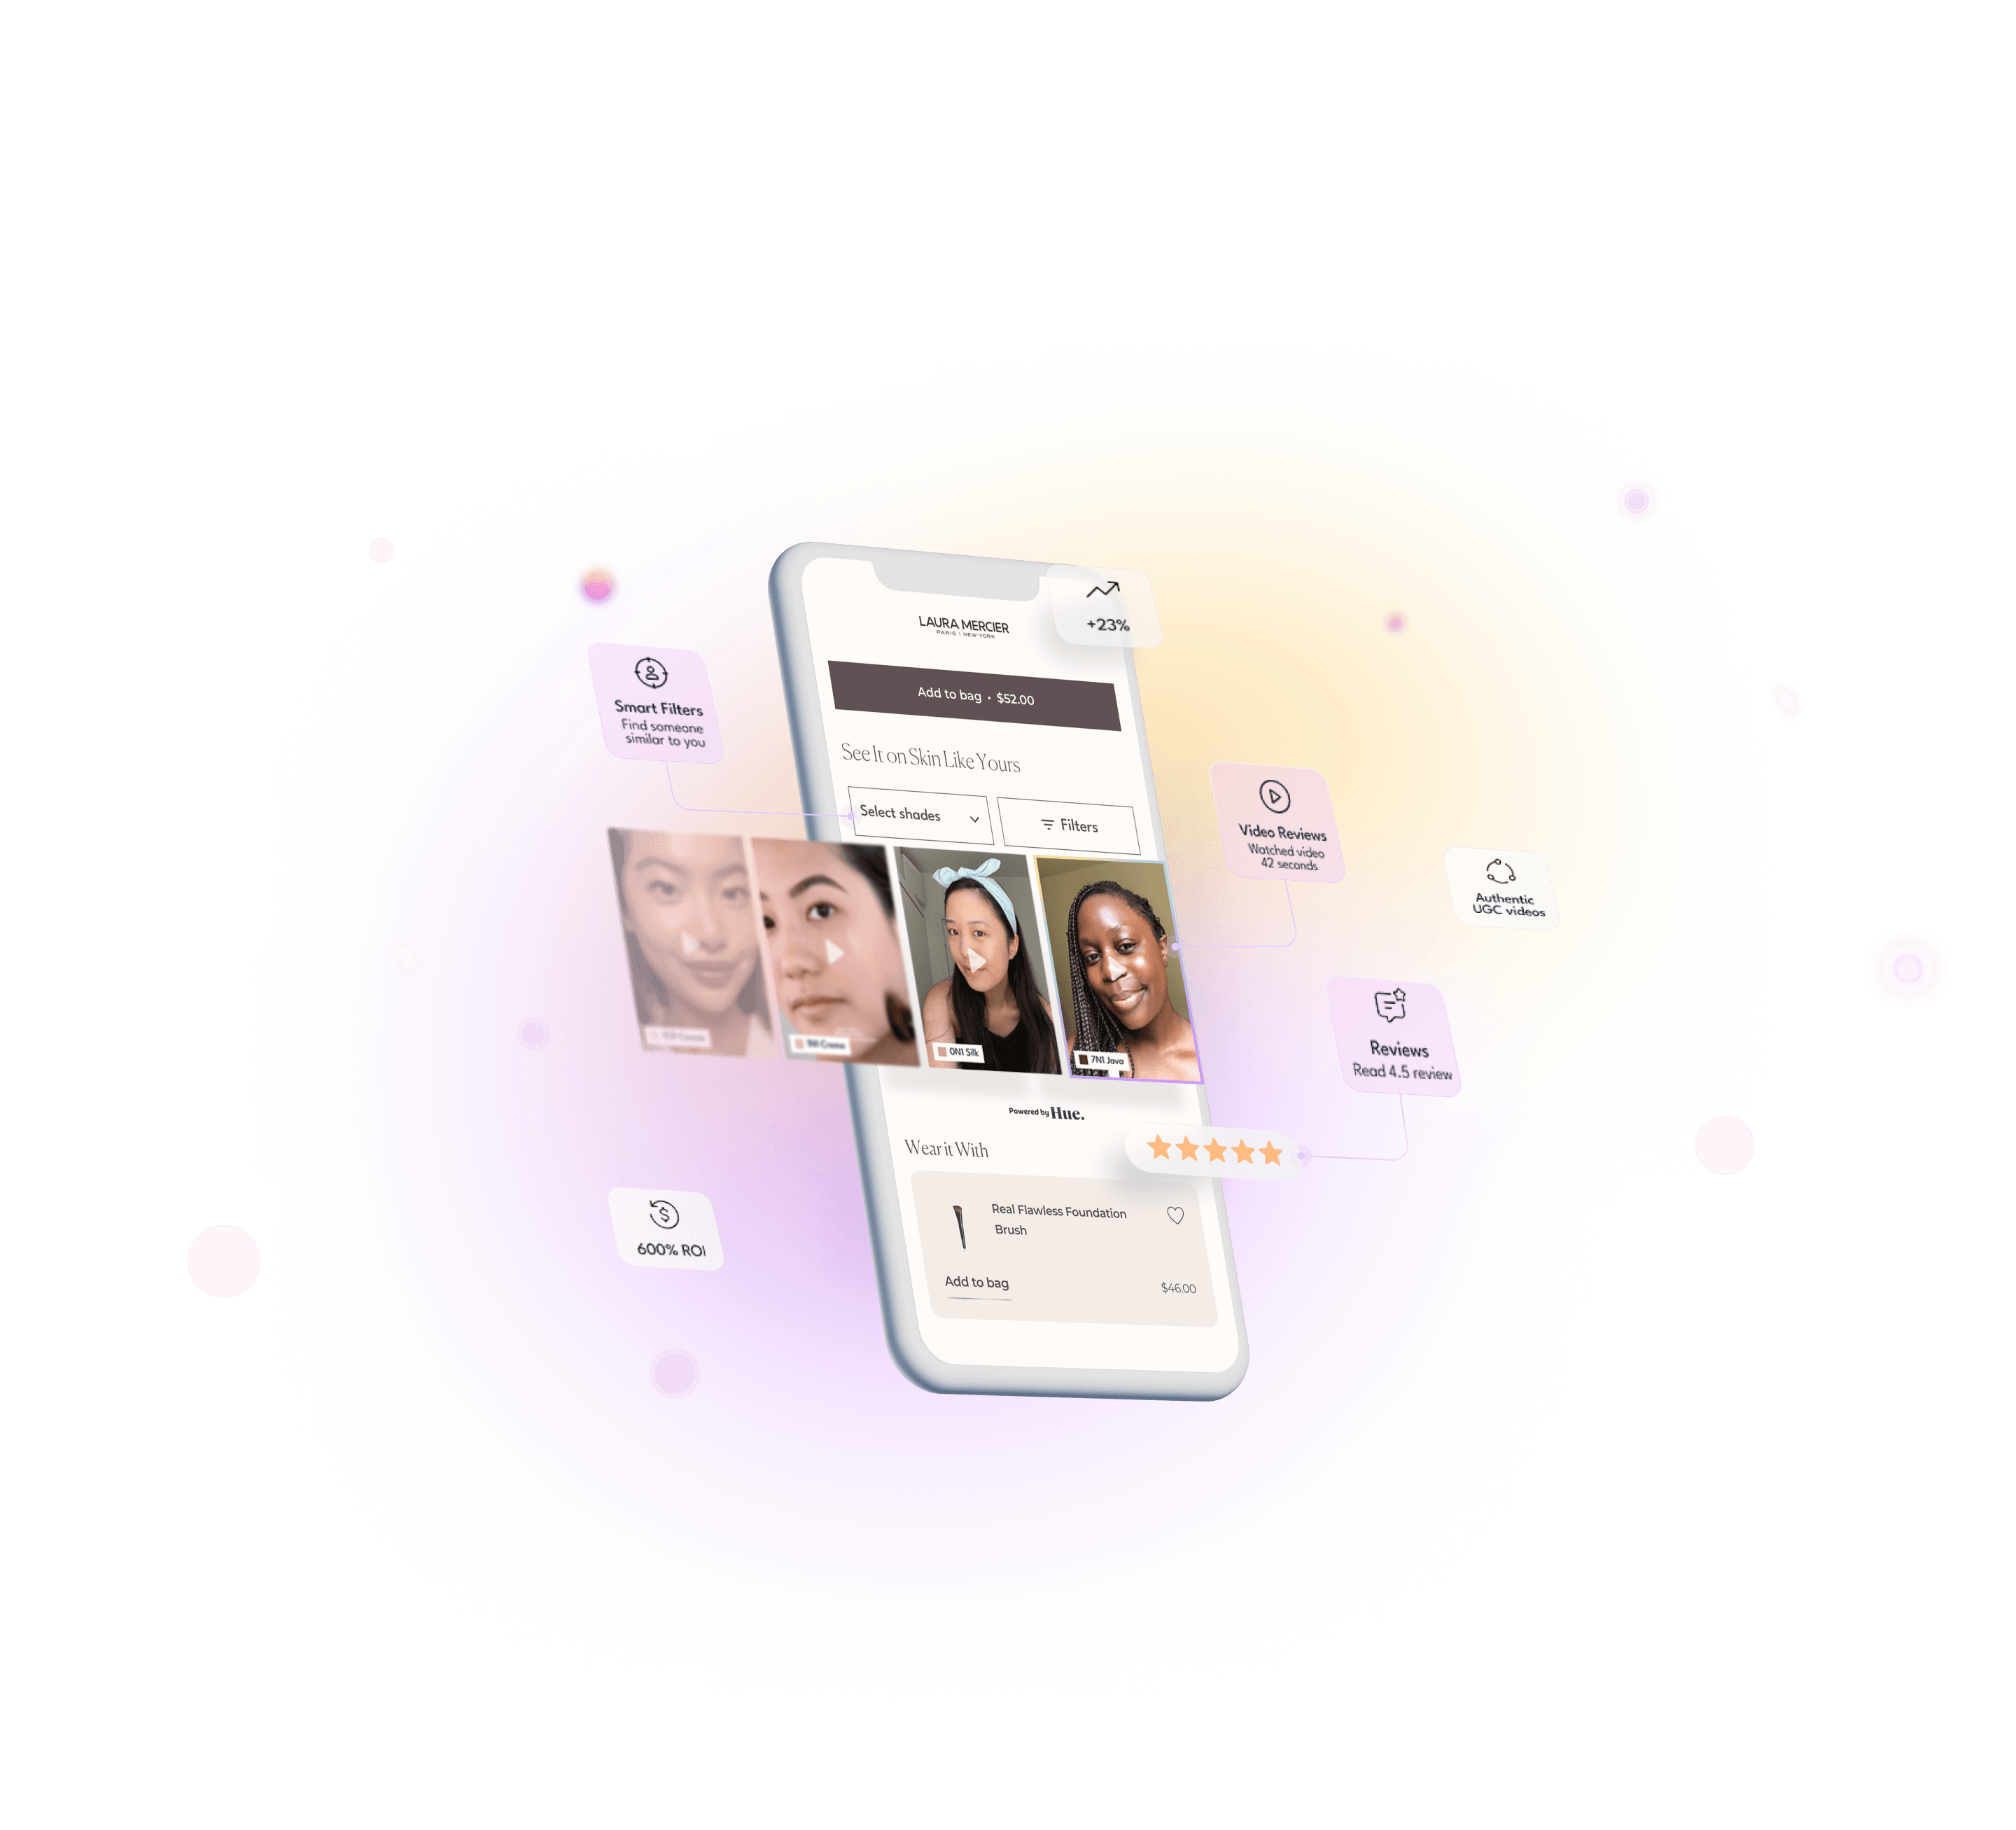 +23%
LAURA MERCIER
PARIS | NEW YORK
Add to bag • $52.00
Smart Filters
Find someone
similar to you
See It on Skin Like Yours
Select shades
Filters
Video Reviews
Watched video
42 seconds
Authentic
UGC videos
Creme
0N1 Silk
7N1 Java
Reviews
Read 4.5 review
Powered by Hue.
Wear it With
Real Flawless Foundation
Brush
600% ROI
Add to bag
$46.00